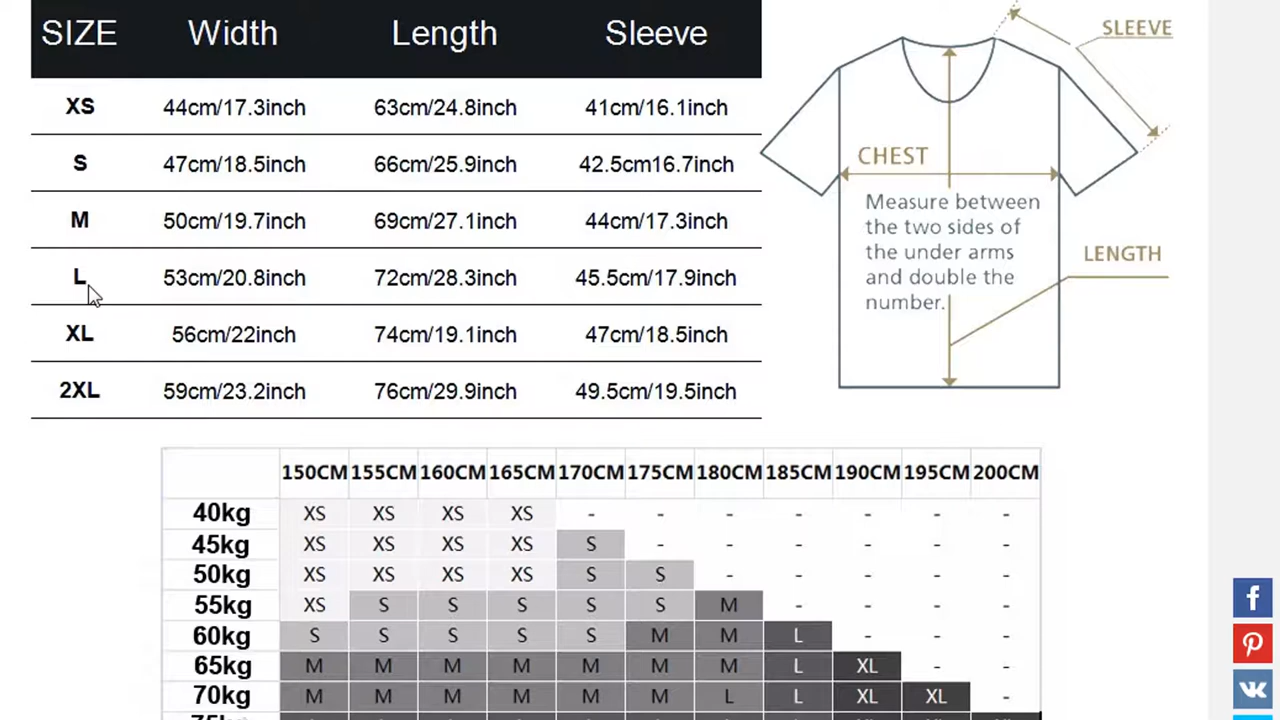 SIZE Width Length Sleeve
XS 44cm/17.3inch 63cm/24.8inch 41cm/16.1inch
S 47cm/18.5inch 66cm/25.9inch 42.5cm16.7inch
M 50cm/19.7inch 69cm/27.1inch 44cm/17.3inch
L 53cm/20.8inch 72cm/28.3inch 45.5cm/17.9inch
XL 56cm/22inch 74cm/19.1inch 47cm/18.5inch
2XL 59cm/23.2inch 76cm/29.9inch 49.5cm/19.5inch
SLEEVE
CHEST
Measure between
the two sides of
the under arms
and double the
number.
LENGTH
150CM 155CM 160CM 165CM 170CM 175CM 180CM 185CM 190CM 195CM 200CM
40kg XS XS XS XS - - - - - - -
45kg XS XS XS XS S - - - - - -
50kg XS XS XS XS S S - - - - -
55kg XS S S S S S M - - - -
60kg S S S S S M M L - - -
65kg M M M M M M M L XL - -
70kg M M M M M M L L XL XL -
75kg